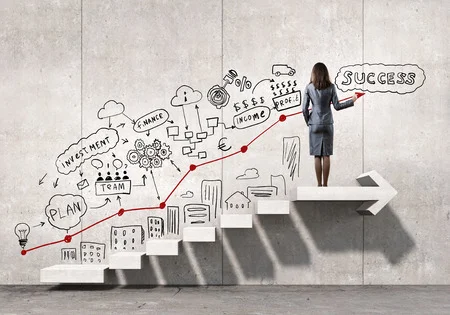 SUCCESS
%
$$$$
$$$$$
$$$$$
PROFIT
INCOME
€
FINANCE
INVESTMENT
TEAM
PLAN